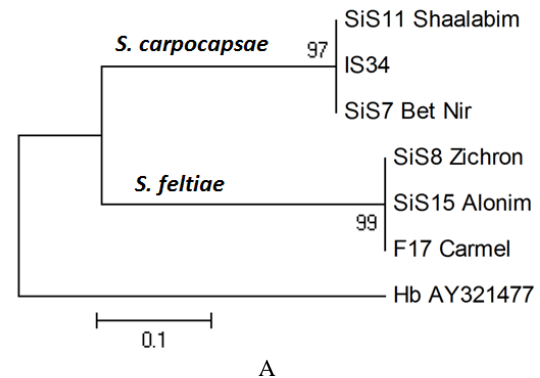 SiS11 Shaalabim
S. carpocapsae
97
IS34
SiS7 Bet Nir
SiS8 Zichron
S. feltiae
SiS15 Alonim
99
F17 Carmel
Hb AY321477
0.1
A